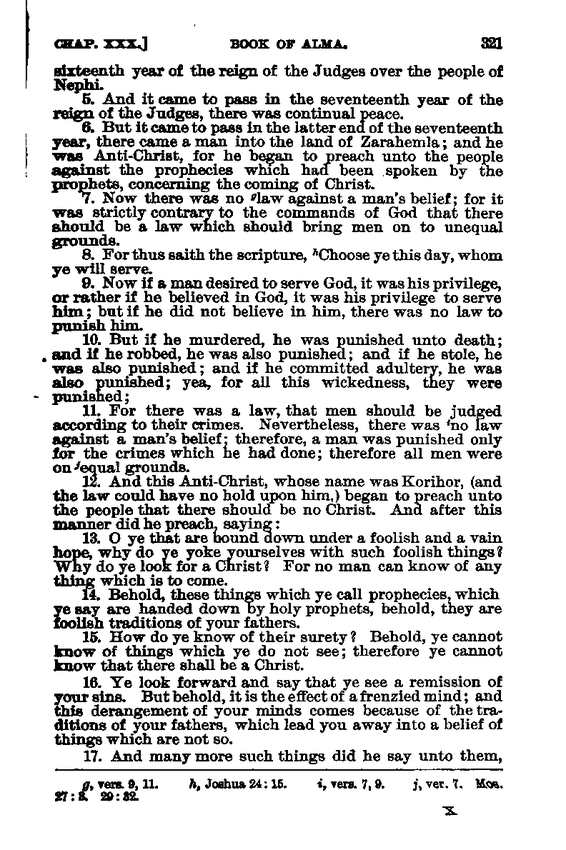 CHAP. XXX.] BOOK OF ALMA. 321
sixteenth year of the reign of the Judges over the people of
Nephi.
5. And it came to pass in the seventeenth year of the
reign of the Judges, there was continual peace.
6. But it came to pass in the latter end of the seventeenth
year, there came a man into the land of Zarahemla; and he
was Anti-Christ, for he began to preach unto the people
against the prophecies which had been spoken by the
prophets, concerning the coming of Christ.
7. Now there was no glaw against a man's belief; for it
was strictly contrary to the commands of God that there
should be a law which should bring men on to unequal
grounds.
8. For thus saith the scripture, hChoose ye this day, whom
ye will serve.
9. Now if a man desired to serve God, it was his privilege,
or rather if he believed in God, it was his privilege to serve
him; but if he did not believe in him, there was no law to
punish him.
10. But if he murdered, he was punished unto death;
and if he robbed, he was also punished; and if he stole, he
was also punished; and if he committed adultery, he was
also punished; yea, for all this wickedness, they were
punished;
11. For there was a law, that men should be judged
according to their crimes. Nevertheless, there was ino law
against a man's belief; therefore, a man was punished only
for the crimes which he had done; therefore all men were
on jequal grounds.
12. And this Anti-Christ, whose name was Korihor, (and
the law could have no hold upon him,) began to preach unto
the people that there should be no Christ. And after this
manner did he preach, saying:
13. O ye that are bound down under a foolish and a vain
hope, why do ye yoke yourselves with such foolish things?
Why do ye look for a Christ? For no man can know of any
thing which is to come.
14. Behold, these things which ye call prophecies, which
ye say are handed down by holy prophets, behold, they are
foolish traditions of your fathers.
15. How do ye know of their surety? Behold, ye cannot
know of things which ye do not see; therefore ye cannot
know that there shall be a Christ.
16. Ye look forward and say that ye see a remission of
your sins. But behold, it is the effect of a frenzied mind; and
this derangement of your minds comes because of the tra-
ditions of your fathers, which lead you away into a belief of
things which are not so.
17. And many more such things did he say unto them,
g, vers. 9, 11. h, Joshua 24:15. i, vers. 7, 9. j, ver. 7. Mos.
27:3. 29:32.
X